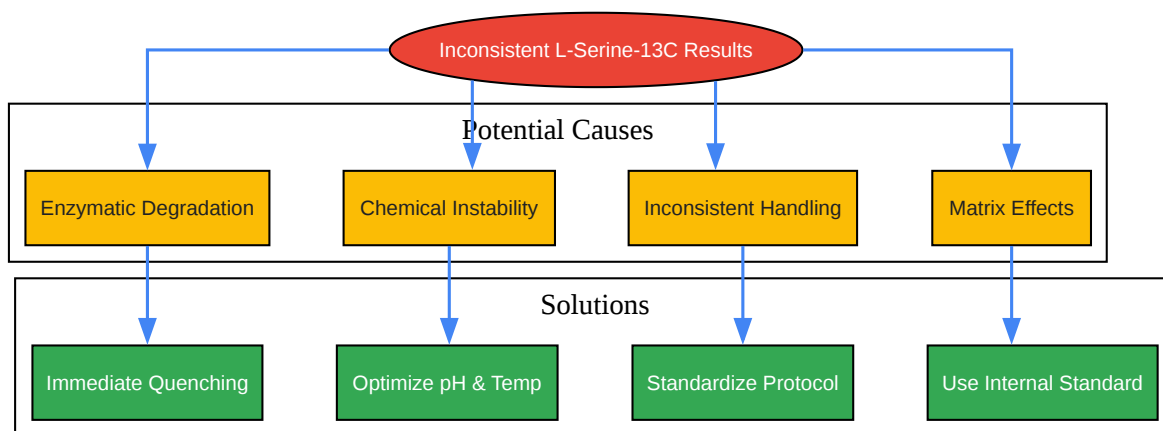 Inconsistent L-Serine-13C Results
Potential Causes
Enzymatic Degradation
Chemical Instability
Inconsistent Handling
Matrix Effects
Solutions
Immediate Quenching
Optimize pH & Temp
Standardize Protocol
Use Internal Standard